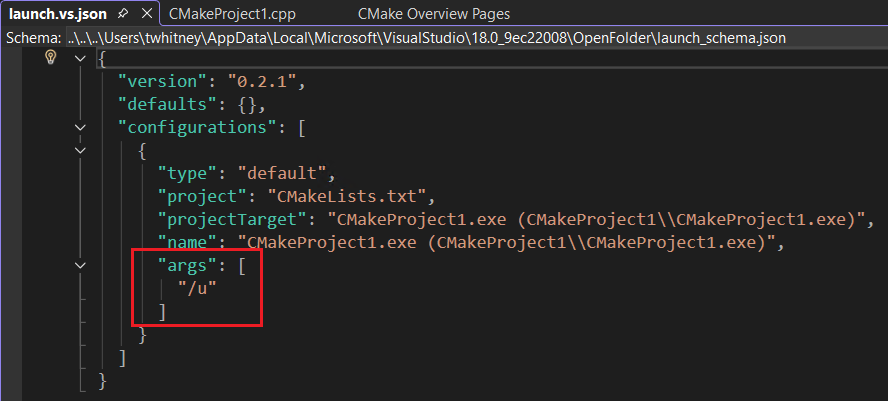 launch.vs.json CMakeProject1.cpp CMake Overview Pages
Schema: ..\..\..\Users\twhitney\AppData\Local\Microsoft\VisualStudio\18.0_9ec22008\OpenFolder\launch_schema.json
{
"version": "0.2.1",
"defaults": {},
"configurations": [
{
"type": "default",
"project": "CMakeLists.txt",
"projectTarget": "CMakeProject1.exe (CMakeProject1\\CMakeProject1.exe)",
"name": "CMakeProject1.exe (CMakeProject1\\CMakeProject1.exe)",
"args": [
"/u"
]
}
]
}